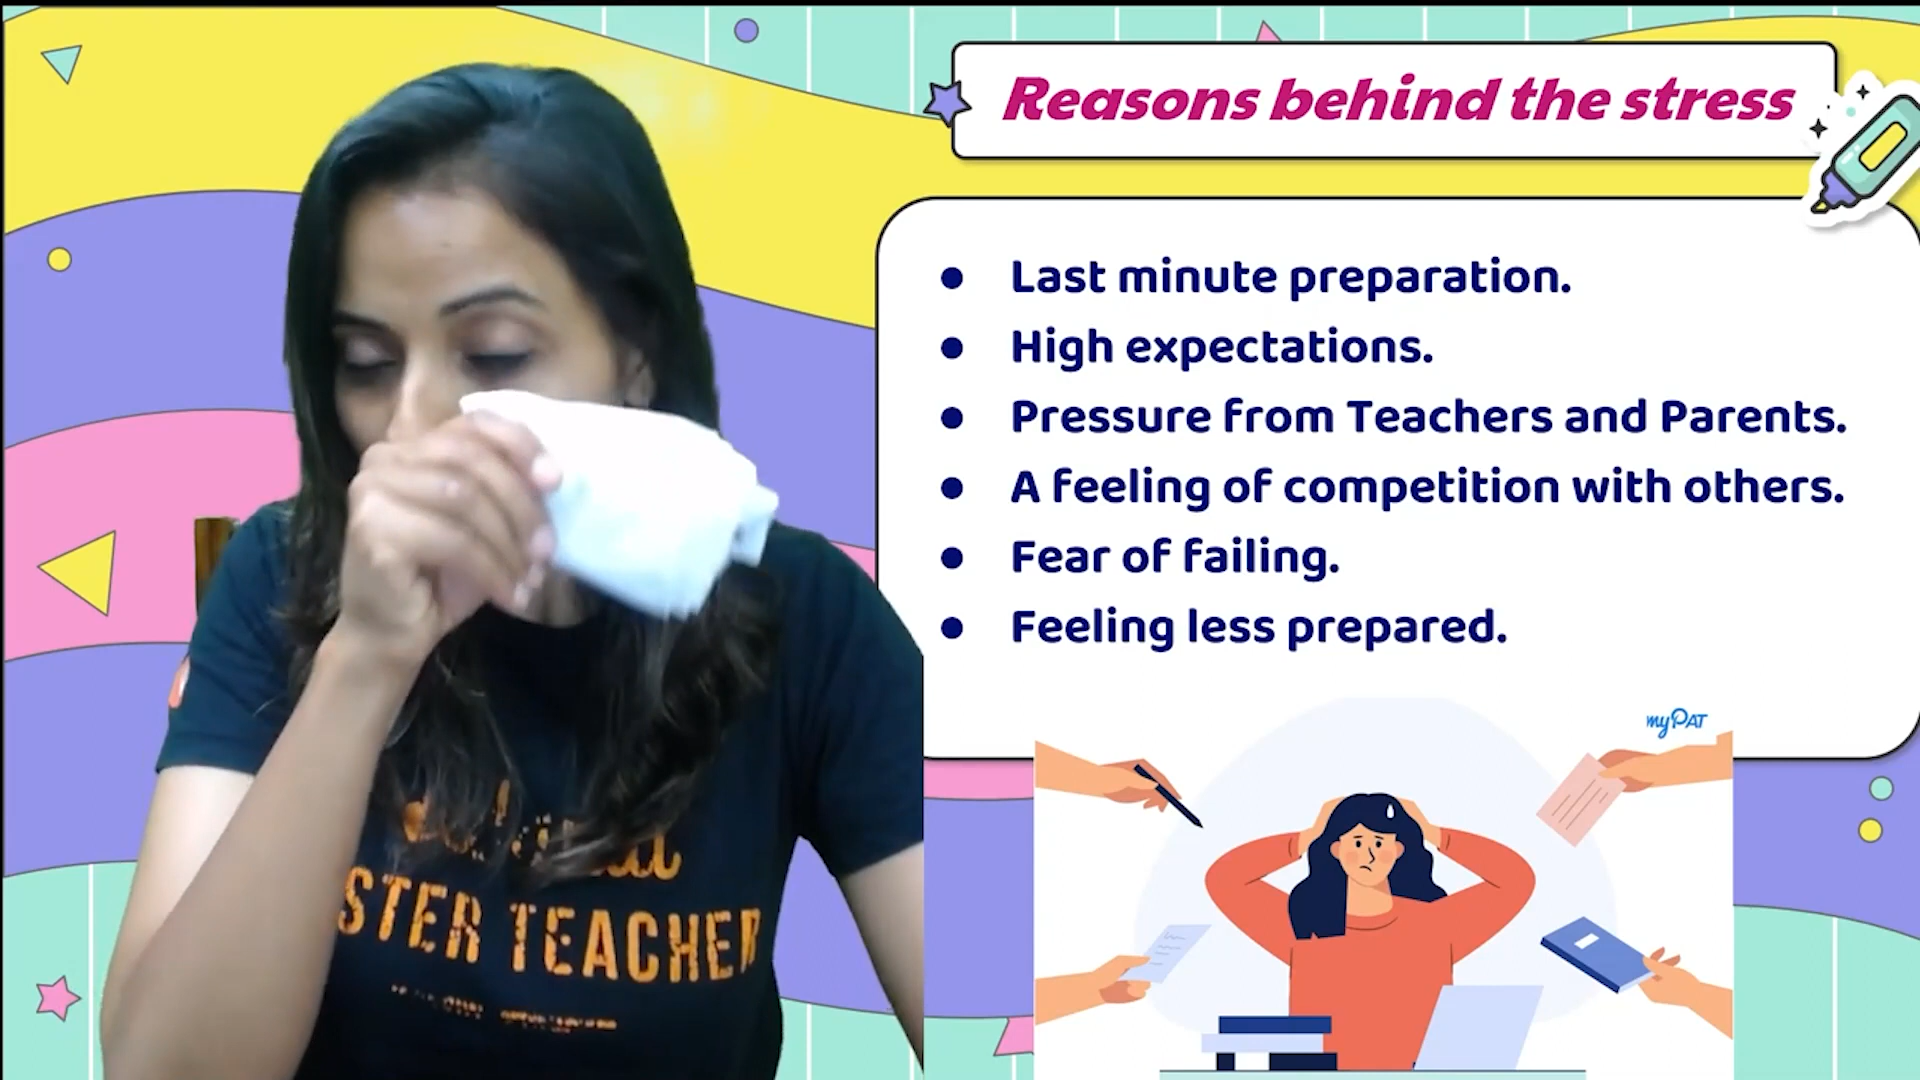 Reasons behind the stress
Last minute preparation.
High expectations.
Pressure from Teachers and Parents.
A feeling of competition with others.
Fear of failing.
Feeling less prepared.
myPAT
STER TEACHER